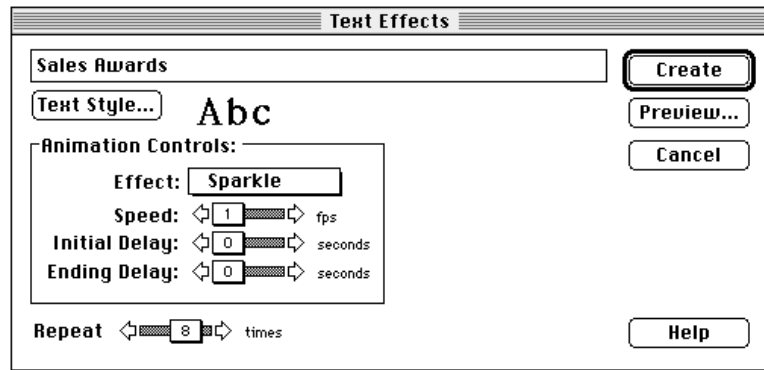 Text Effects
Sales Awards
Create
Text Style...
Abc
Preview...
Animation Controls:
Cancel
Effect: Sparkle
Speed: 1 fps
Initial Delay: 0 seconds
Ending Delay: 0 seconds
Repeat 8 times
Help